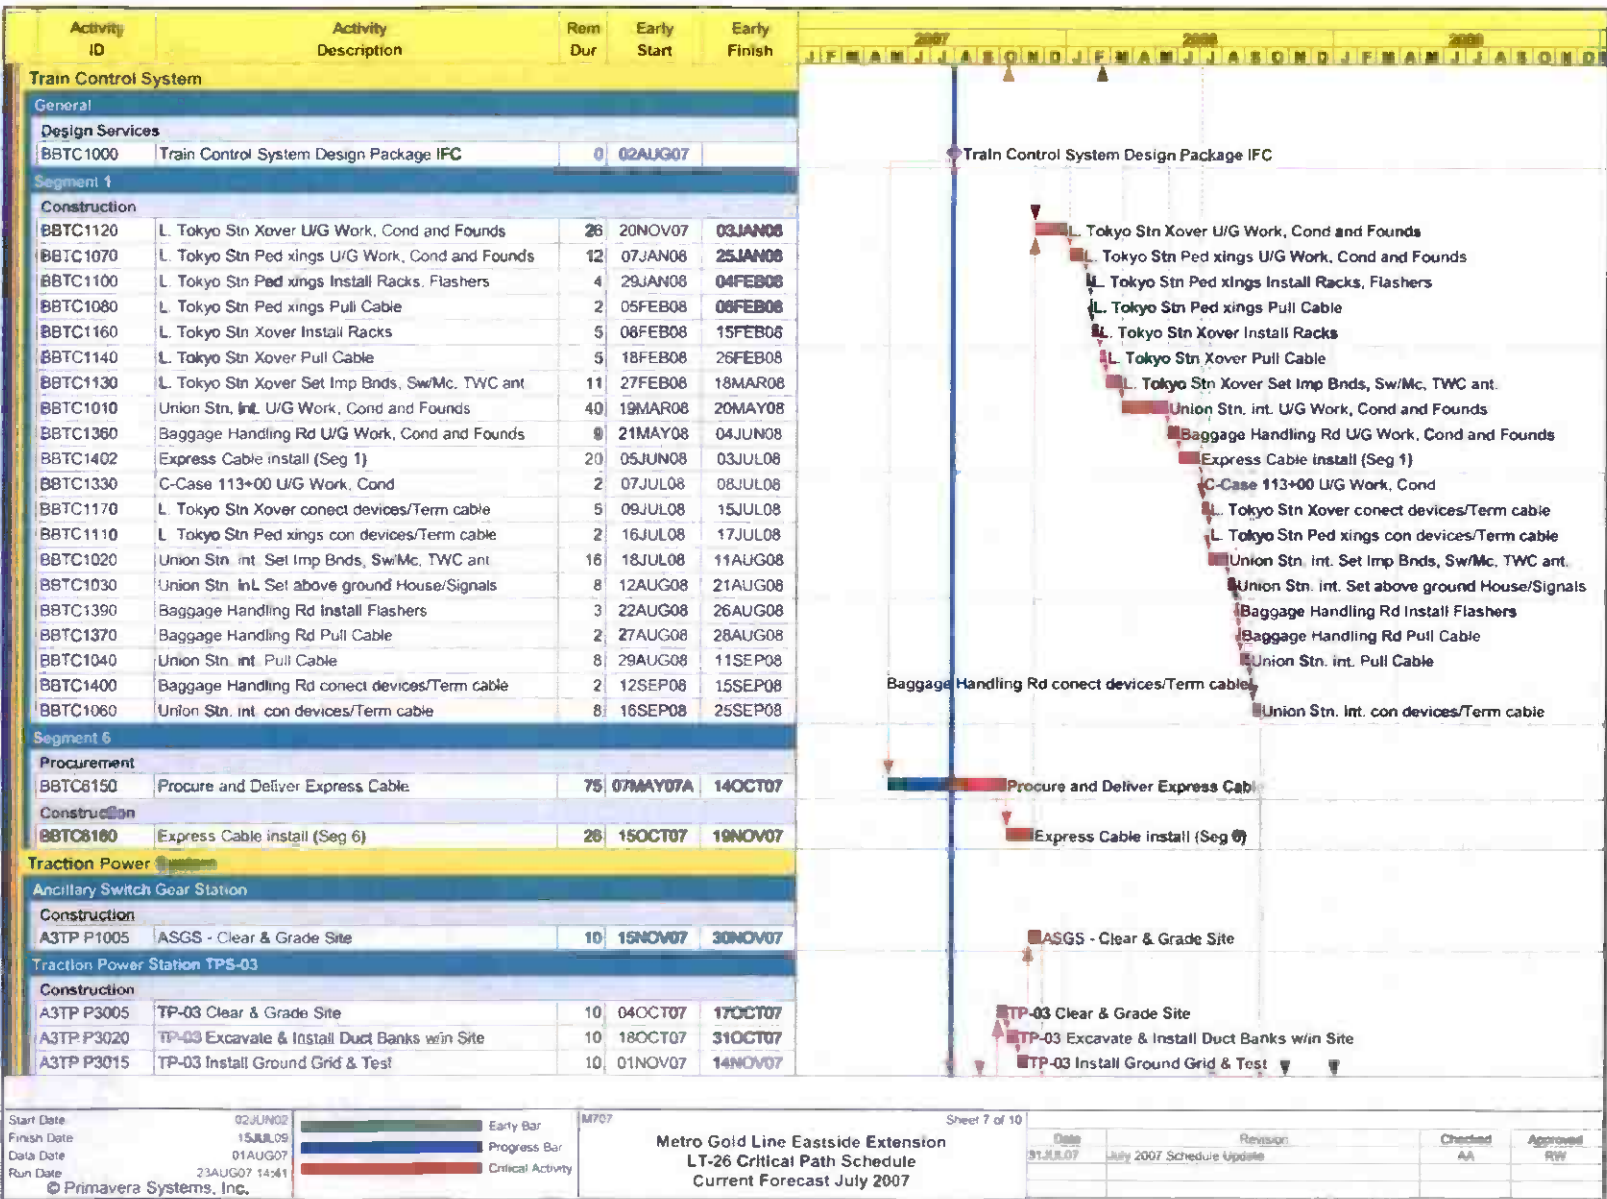 Activity ID Activity Description Rem Dur Early Start Early Finish 2007 2008
J F M A M J J A S O N D J F M A M J J A S O N D J F M A M J J A S O N D
Train Control System
General
Design Services
BBTC1000 Train Control System Design Package IFC 0 02AUG07 Train Control System Design Package IFC
Segment 1
Construction
BBTC1120 L. Tokyo Stn Xover U/G Work, Cond and Founds 26 20NOV07 03JAN08 L. Tokyo Stn Xover U/G Work, Cond and Founds
BBTC1070 L. Tokyo Stn Ped xings U/G Work, Cond and Founds 12 07JAN08 25JAN08 L. Tokyo Stn Ped xings U/G Work, Cond and Founds
BBTC1100 L. Tokyo Stn Ped xings Install Racks, Flashers 4 29JAN08 04FEB08 L. Tokyo Stn Ped xings Install Racks, Flashers
BBTC1080 L. Tokyo Stn Ped xings Pull Cable 2 05FEB08 06FEB08 L. Tokyo Stn Ped xings Pull Cable
BBTC1160 L. Tokyo Stn Xover Install Racks 5 08FEB08 15FEB08 L. Tokyo Stn Xover Install Racks
BBTC1140 L. Tokyo Stn Xover Pull Cable 5 18FEB08 26FEB08 L. Tokyo Stn Xover Pull Cable
BBTC1130 L. Tokyo Stn Xover Set Imp Bnds, Sw/Mc, TWC ant 11 27FEB08 18MAR08 L. Tokyo Stn Xover Set Imp Bnds, Sw/Mc, TWC ant.
BBTC1010 Union Stn, int. U/G Work, Cond and Founds 40 19MAR08 20MAY08 Union Stn. int. U/G Work, Cond and Founds
BBTC1360 Baggage Handling Rd U/G Work, Cond and Founds 9 21MAY08 04JUN08 Baggage Handling Rd U/G Work, Cond and Founds
BBTC1402 Express Cable install (Seg 1) 20 05JUN08 03JUL08 Express Cable install (Seg 1)
BBTC1330 C-Case 113+00 U/G Work, Cond 2 07JUL08 08JUL08 C-Case 113+00 U/G Work, Cond
BBTC1170 L. Tokyo Stn Xover conect devices/Term cable 5 09JUL08 15JUL08 L. Tokyo Stn Xover conect devices/Term cable
BBTC1110 L Tokyo Stn Ped xings con devices/Term cable 2 16JUL08 17JUL08 L. Tokyo Stn Ped xings con devices/Term cable
BBTC1020 Union Stn. int Set Imp Bnds, Sw/Mc, TWC ant 16 18JUL08 11AUG08 Union Stn. int. Set Imp Bnds, Sw/Mc, TWC ant.
BBTC1030 Union Stn. int. Set above ground House/Signals 8 12AUG08 21AUG08 Union Stn. int. Set above ground House/Signals
BBTC1390 Baggage Handling Rd Install Flashers 3 22AUG08 26AUG08 Baggage Handling Rd Install Flashers
BBTC1370 Baggage Handling Rd Pull Cable 2 27AUG08 28AUG08 Baggage Handling Rd Pull Cable
BBTC1040 Union Stn. int. Pull Cable 8 29AUG08 11SEP08 Union Stn. int. Pull Cable
BBTC1400 Baggage Handling Rd conect devices/Term cable 2 12SEP08 15SEP08 Baggage Handling Rd conect devices/Term cable
BBTC1060 Union Stn. int. con devices/Term cable 8 16SEP08 25SEP08 Union Stn. int. con devices/Term cable
Segment 6
Procurement
BBTC6150 Procure and Deliver Express Cable 75 07MAY07A 14OCT07 Procure and Deliver Express Cabl
Construction
BBTC6160 Express Cable install (Seg 6) 26 15OCT07 19NOV07 Express Cable install (Seg 6)
Traction Power
Ancillary Switch Gear Station
Construction
A3TP P1005 ASGS - Clear & Grade Site 10 15NOV07 30NOV07 ASGS - Clear & Grade Site
Traction Power Station TPS-03
Construction
A3TP P3005 TP-03 Clear & Grade Site 10 04OCT07 17OCT07 TP-03 Clear & Grade Site
A3TP P3020 TP-03 Excavate & Install Duct Banks w/in Site 10 18OCT07 31OCT07 TP-03 Excavate & Install Duct Banks w/in Site
A3TP P3015 TP-03 Install Ground Grid & Test 10 01NOV07 14NOV07 TP-03 Install Ground Grid & Test
Start Date 02JUN02
Finish Date 15JUL09
Data Date 01AUG07
Run Date 23AUG07 14:41
© Primavera Systems, Inc.
Early Bar
Progress Bar
Critical Activity
M707 Sheet 7 of 10
Metro Gold Line Eastside Extension
LT-26 Critical Path Schedule
Current Forecast July 2007
Date Revision Checked Approved
31JUL07 July 2007 Schedule Update AA RW